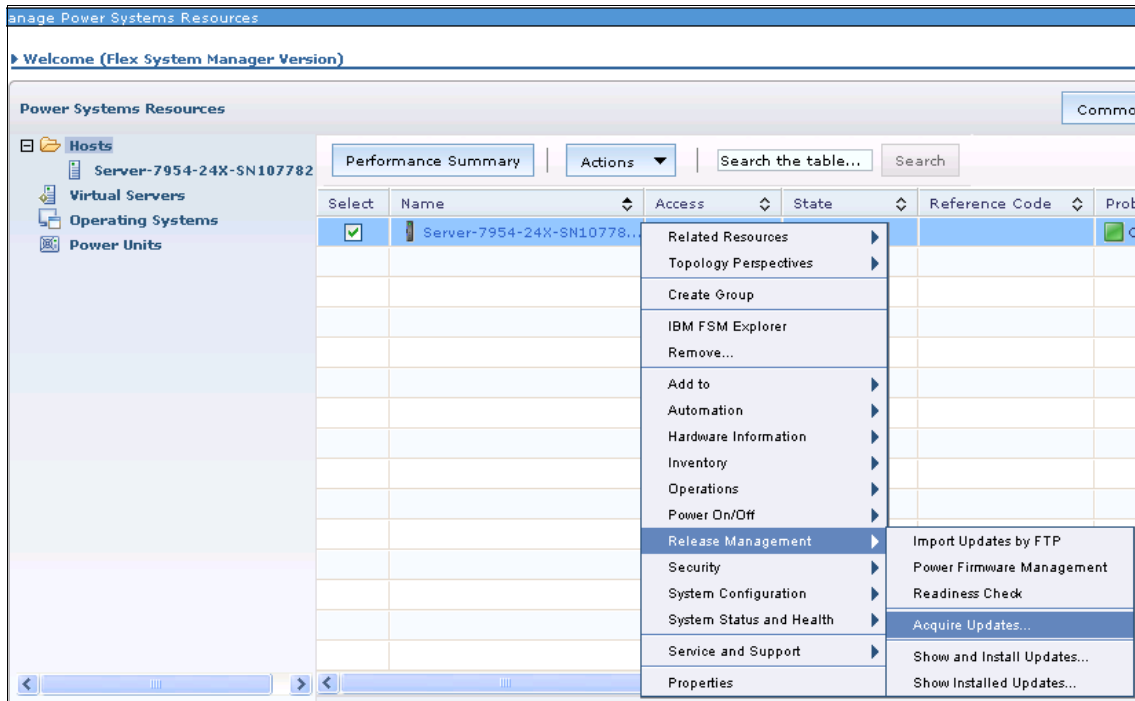 anage Power Systems Resources
Welcome (Flex System Manager Version)
Power Systems Resources
Commo
Hosts
Server-7954-24X-SN107782
Virtual Servers
Operating Systems
Power Units
Performance Summary
Actions
Search the table...
Search
Select Name Access State Reference Code Prob
Server-7954-24X-SN10778...
Related Resources
Topology Perspectives
Create Group
IBM FSM Explorer
Remove...
Add to
Automation
Hardware Information
Inventory
Operations
Power On/Off
Release Management
Security
System Configuration
System Status and Health
Service and Support
Properties
Import Updates by FTP
Power Firmware Management
Readiness Check
Acquire Updates...
Show and Install Updates...
Show Installed Updates...